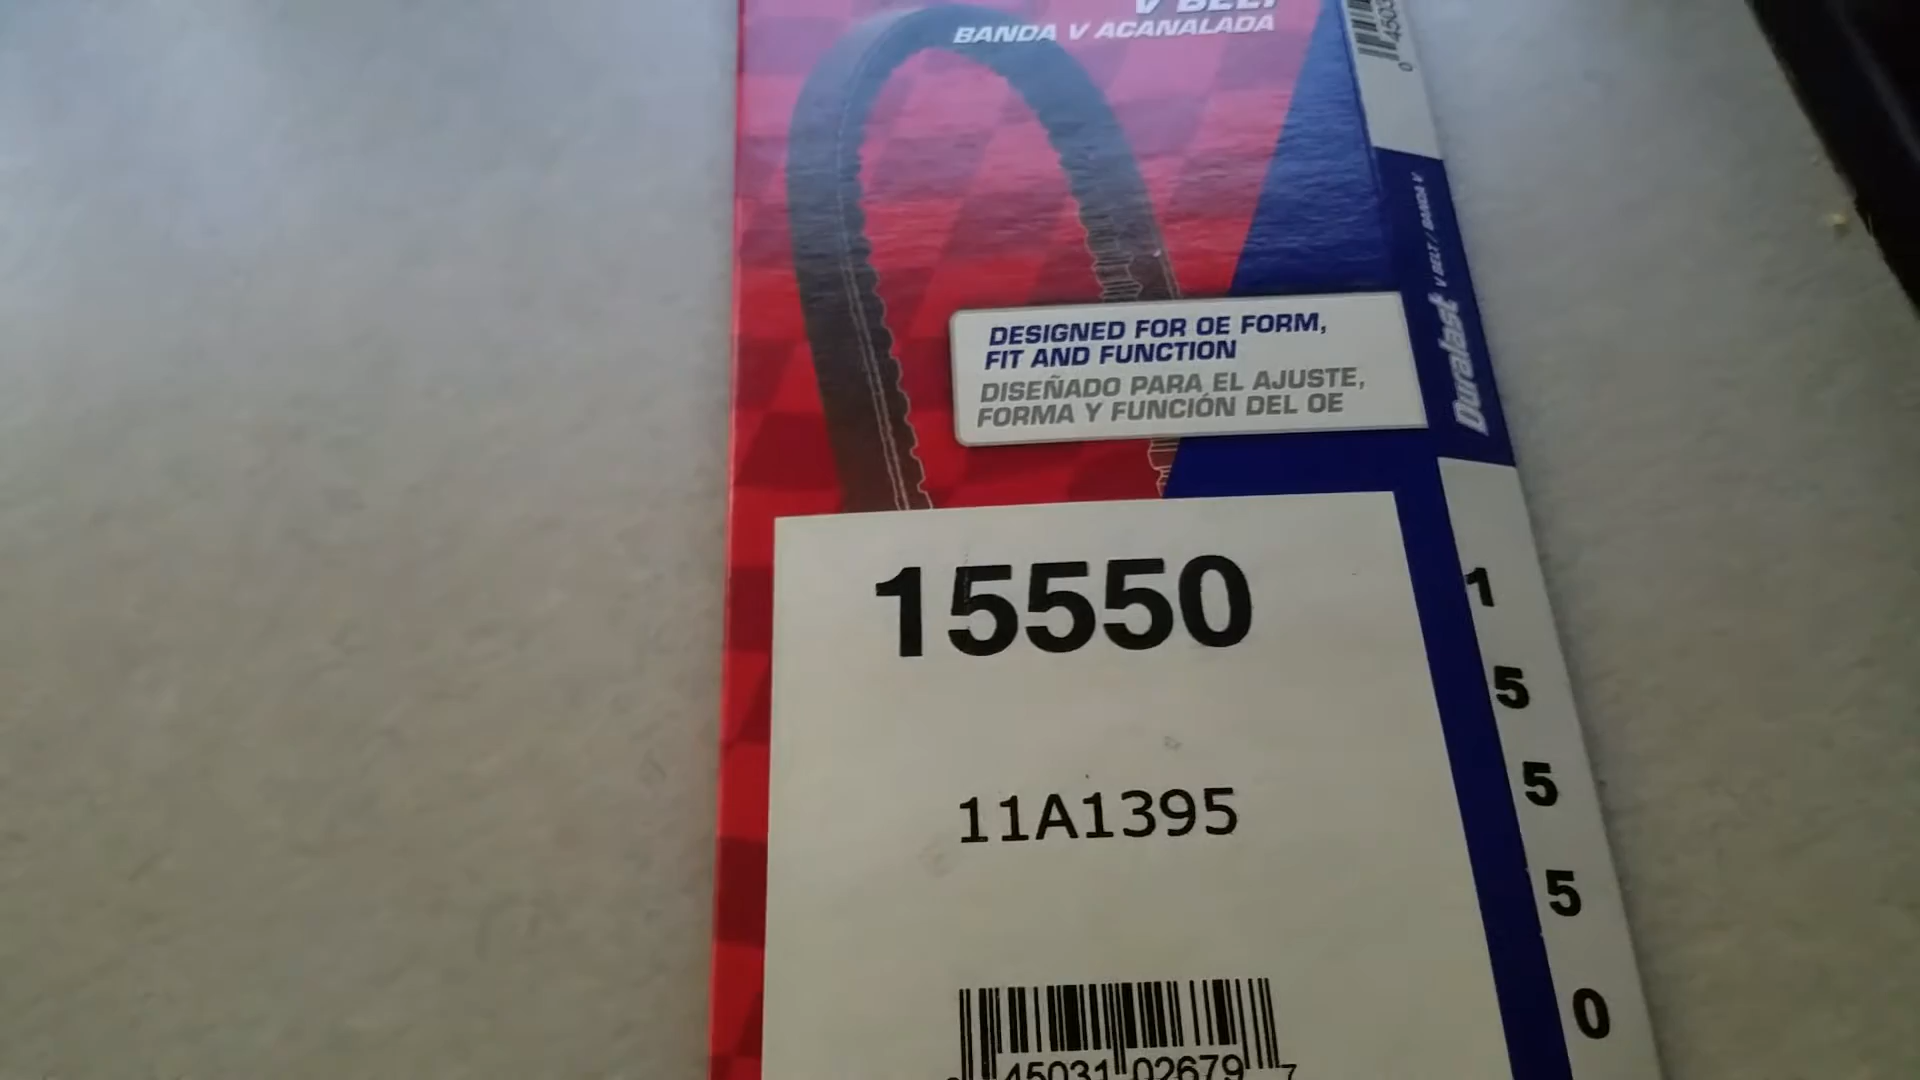 V BELT
BANDA V ACANALADA
DESIGNED FOR OE FORM,
FIT AND FUNCTION
DISEÑADO PARA EL AJUSTE,
FORMA Y FUNCIÓN DEL OE
15550
11A1395
45031 02679 7
Duralast V BELT / BANDA V
1
5
5
5
0